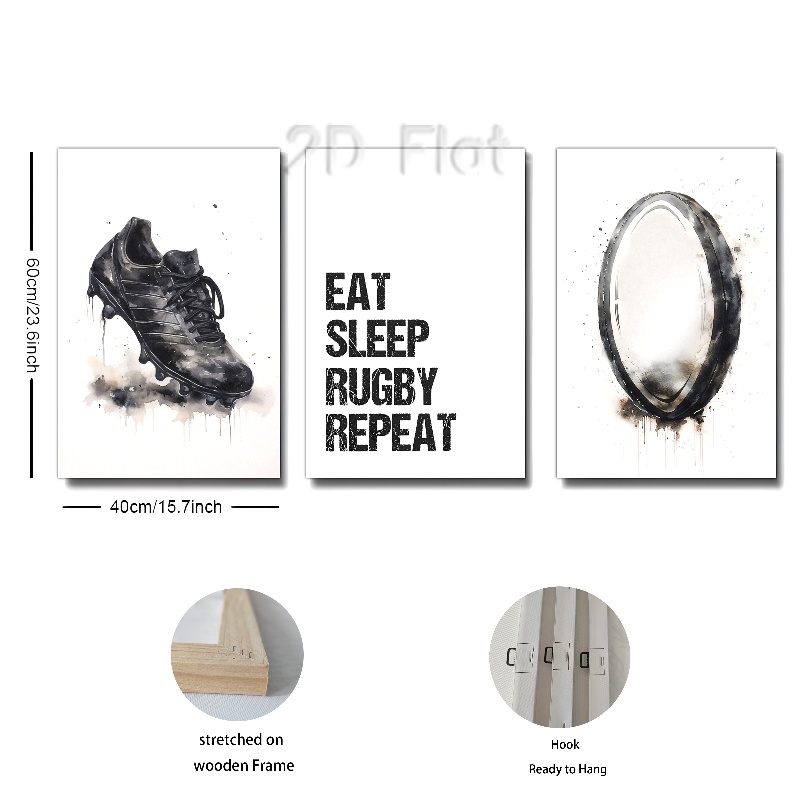 2D Flat
60cm/23.6inch
EAT
SLEEP
RUGBY
REPEAT
40cm/15.7inch
stretched on
wooden Frame
Hook
Ready to Hang